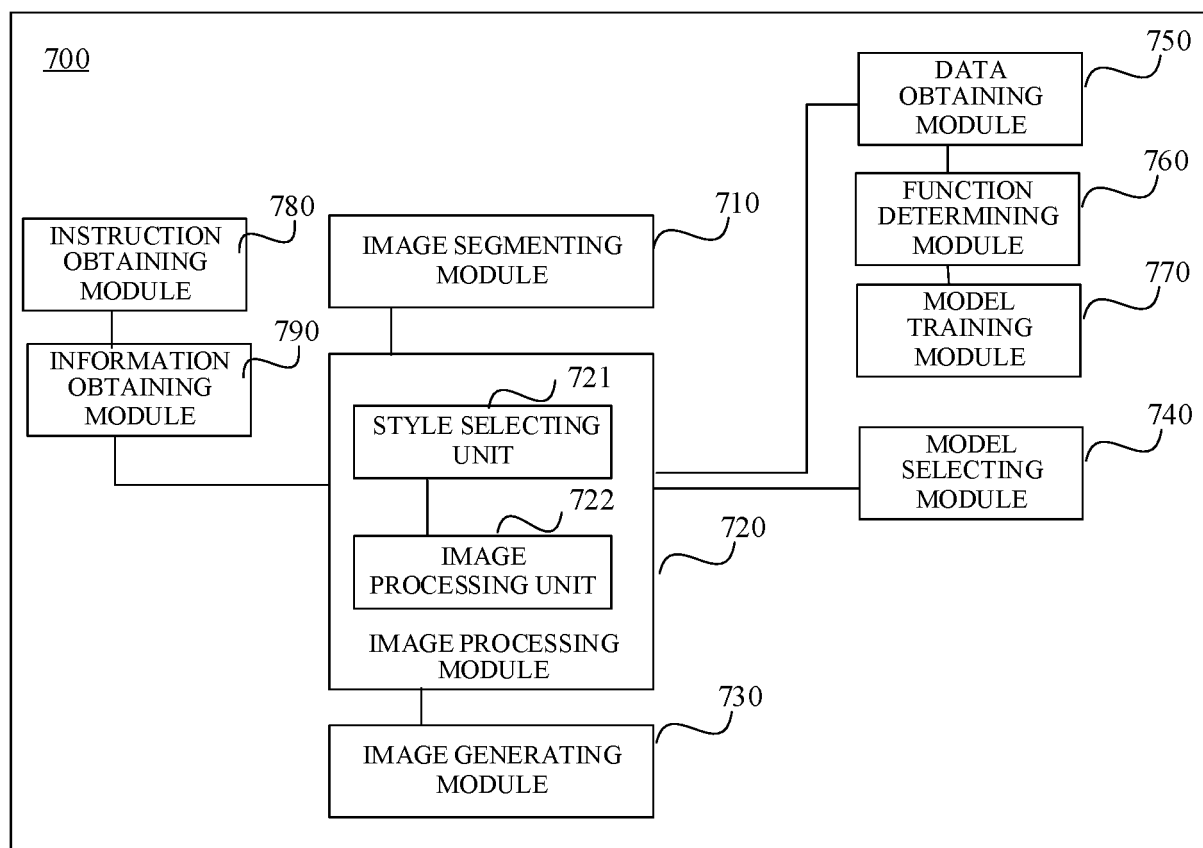 700
750
DATA
OBTAINING
MODULE
760
FUNCTION
DETERMINING
MODULE
770
MODEL
TRAINING
MODULE
780
INSTRUCTION
OBTAINING
MODULE
710
IMAGE SEGMENTING
MODULE
790
INFORMATION
OBTAINING
MODULE
721
STYLE SELECTING
UNIT
722
IMAGE
PROCESSING UNIT
720
IMAGE PROCESSING
MODULE
740
MODEL
SELECTING
MODULE
730
IMAGE GENERATING
MODULE